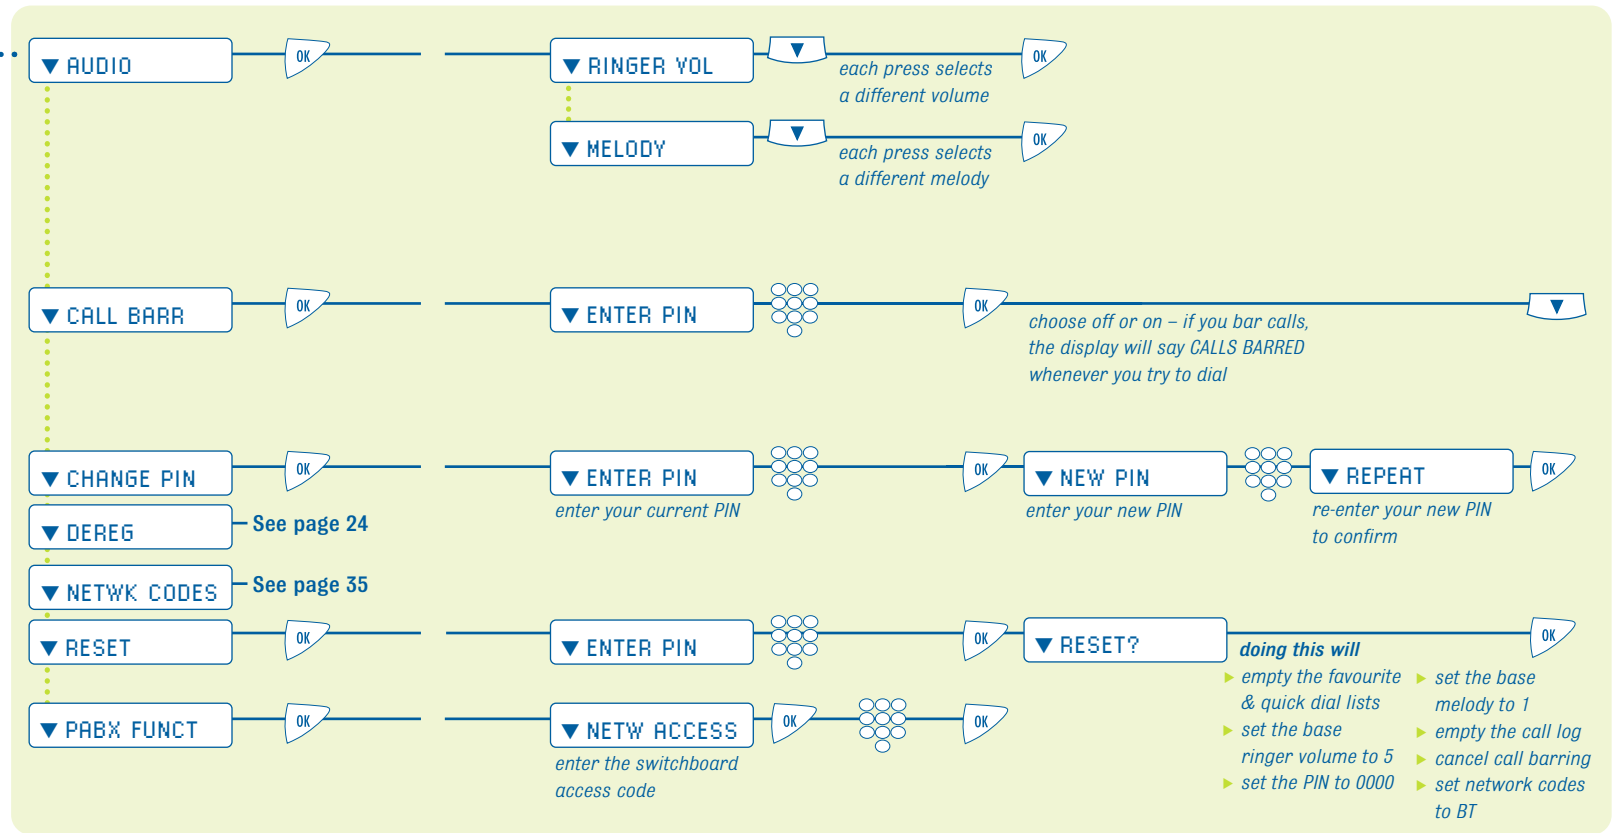 ▼ AUDIO
OK
▼ RINGER VOL
▼
each press selects
a different volume
OK
▼ MELODY
▼
each press selects
a different melody
OK
▼ CALL BARR
OK
▼ ENTER PIN
OK
choose off or on – if you bar calls,
the display will say CALLS BARRED
whenever you try to dial
▼
▼ CHANGE PIN
OK
▼ ENTER PIN
enter your current PIN
OK
▼ NEW PIN
enter your new PIN
▼ REPEAT
re-enter your new PIN
to confirm
OK
▼ DEREG
See page 24
▼ NETWK CODES
See page 35
▼ RESET
OK
▼ ENTER PIN
OK
▼ RESET?
doing this will
► empty the favourite
& quick dial lists
► set the base
ringer volume to 5
► set the PIN to 0000
► set the base
melody to 1
► empty the call log
► cancel call barring
► set network codes
to BT
OK
▼ PABX FUNCT
OK
▼ NETW ACCESS
enter the switchboard
access code
OK
OK